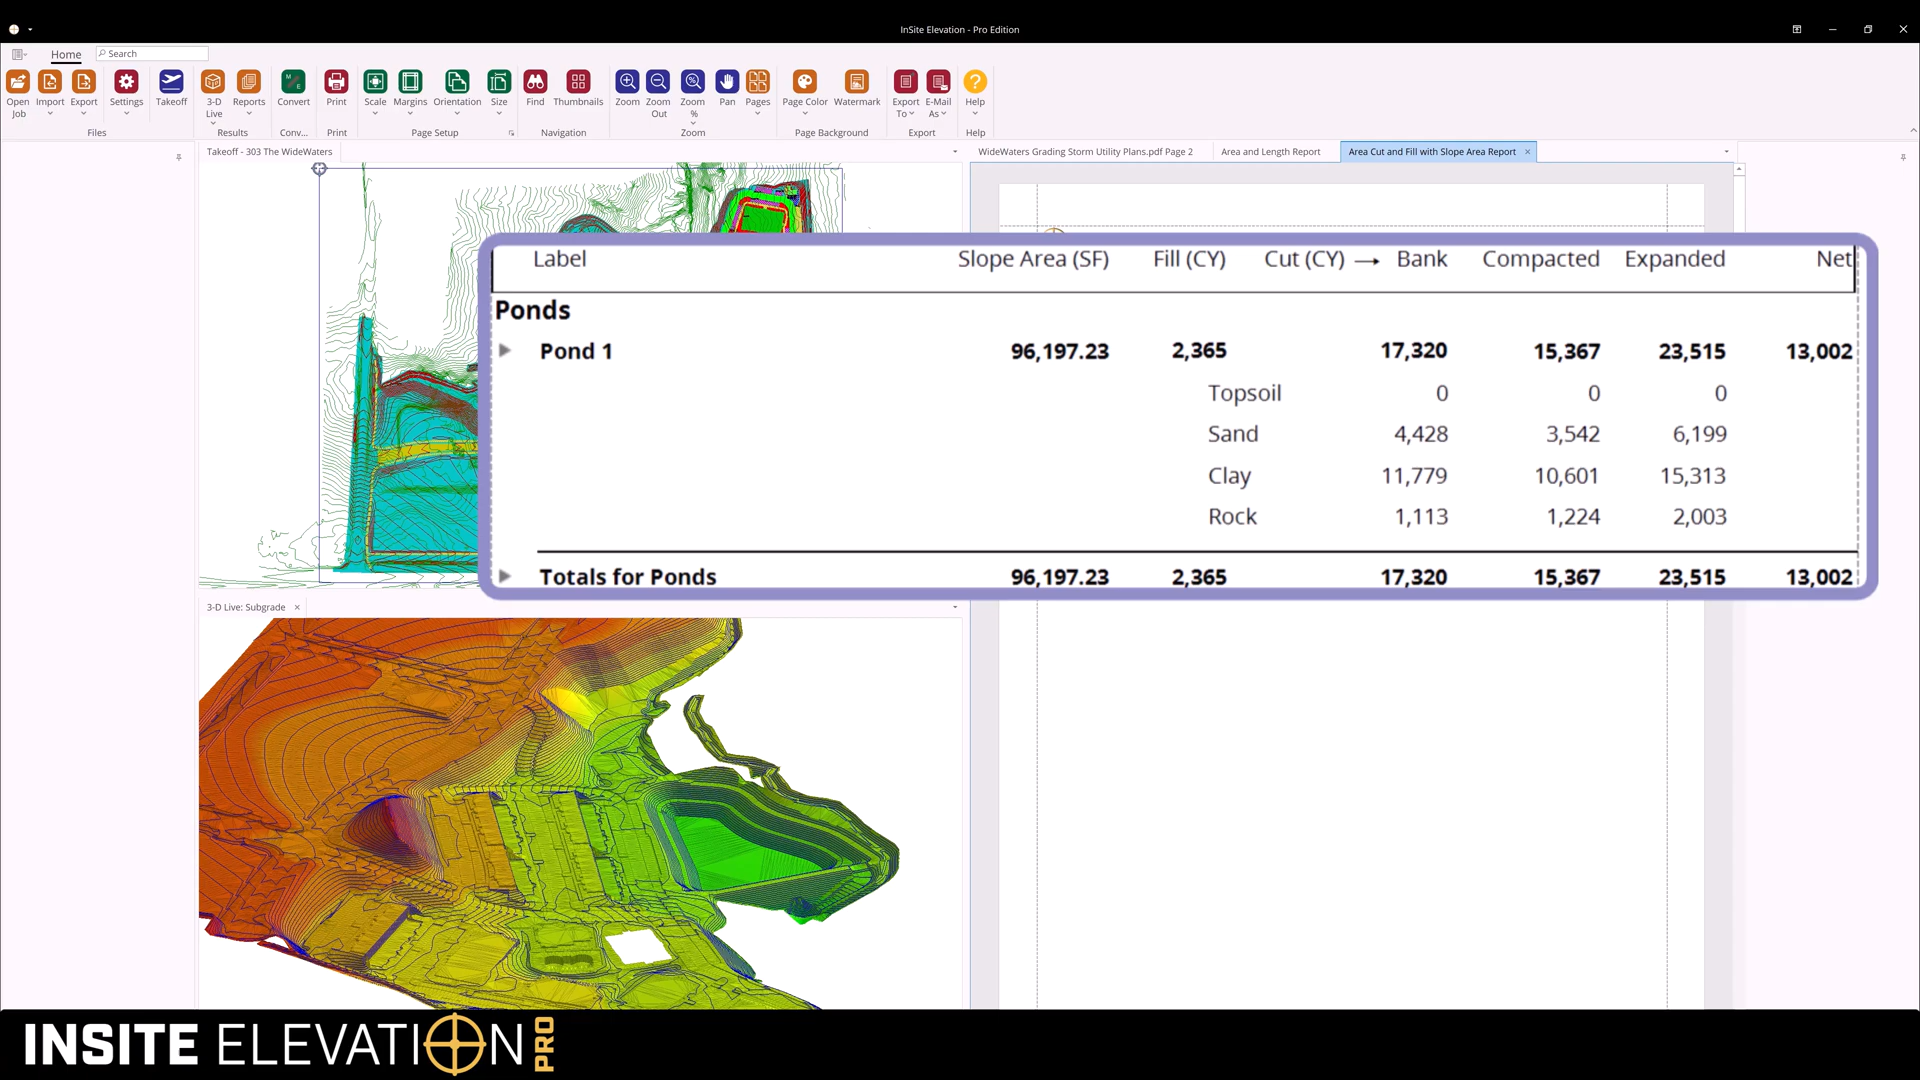 InSite Elevation - Pro Edition
Home
Search
Open Job
Import
Export
Settings
Takeoff
3-D Live
Reports
Convert
Print
Scale
Margins
Orientation
Size
Find
Thumbnails
Zoom
Zoom Out
Zoom %
Pan
Pages
Page Color
Watermark
Export To
E-Mail As
Help
Files
Results
Conv...
Print
Page Setup
Navigation
Zoom
Page Background
Export
Help
Takeoff - 303 The WideWaters
WideWaters Grading Storm Utility Plans.pdf Page 2
Area and Length Report
Area Cut and Fill with Slope Area Report
Label Slope Area (SF) Fill (CY) Cut (CY) → Bank Compacted Expanded Net
Ponds
Pond 1 96,197.23 2,365 17,320 15,367 23,515 13,002
Topsoil 0 0 0
Sand 4,428 3,542 6,199
Clay 11,779 10,601 15,313
Rock 1,113 1,224 2,003
Totals for Ponds 96,197.23 2,365 17,320 15,367 23,515 13,002
3-D Live: Subgrade
INSITE ELEVATION PRO